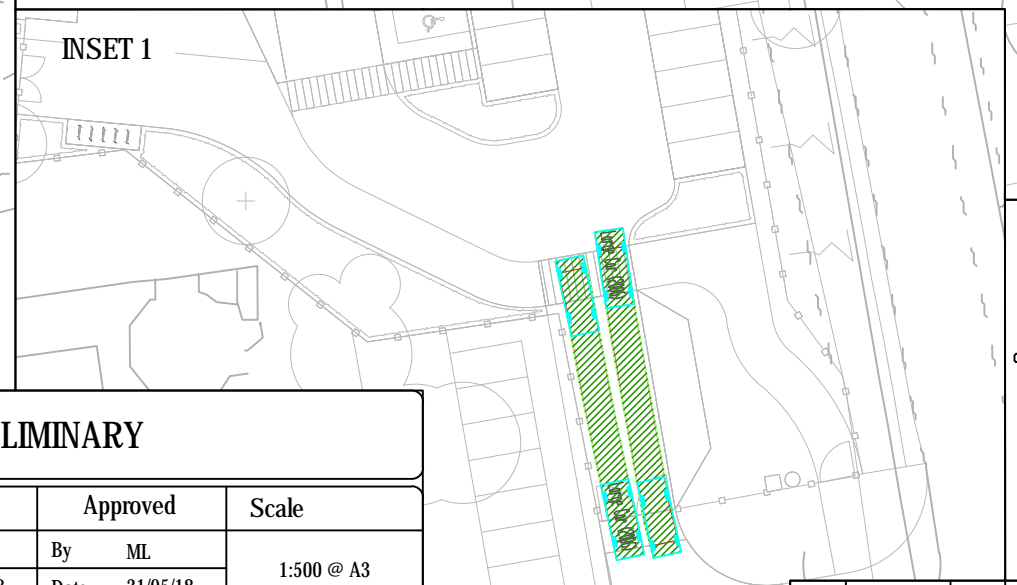 INSET 1
LIMINARY
Approved
Scale
By ML
1:500 @ A3